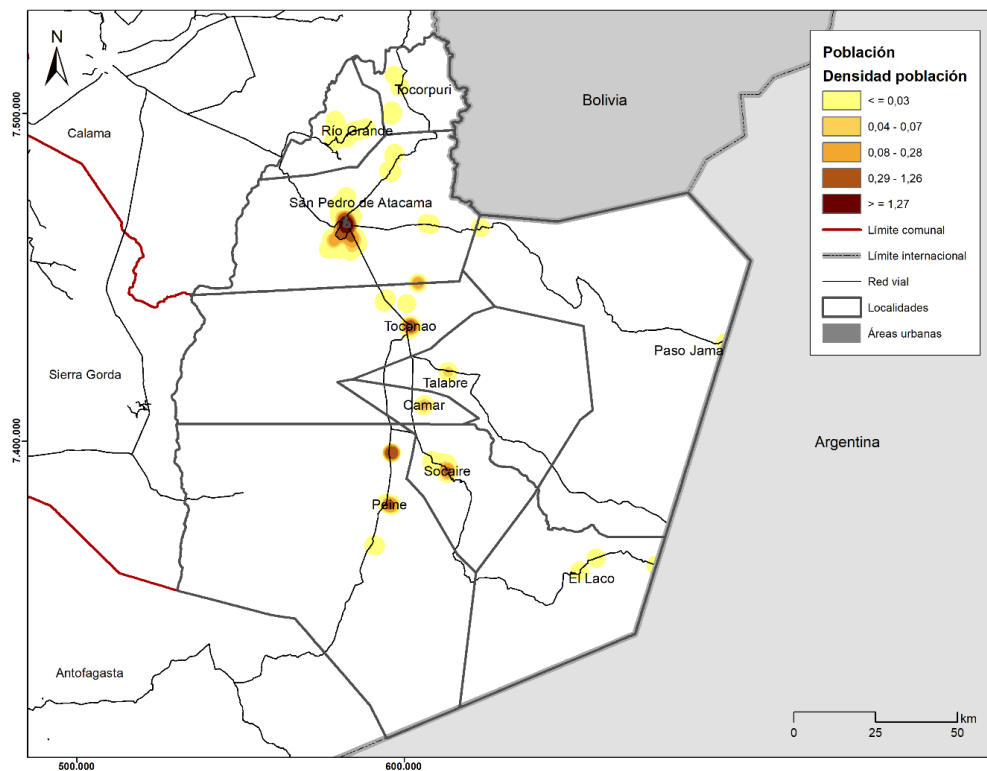 N
Tocorpuri
Bolivia
Río Grande
Calama
San Pedro de Atacama
Toconao
Paso Jama
Talabre
Sierra Gorda
Camar
Argentina
Socaire
Peine
El Laco
Antofagasta
Población
Densidad población
< = 0,03
0,04 - 0,07
0,08 - 0,28
0,29 - 1,26
> = 1,27
Límite comunal
Límite internacional
Red vial
Localidades
Áreas urbanas
7.500.000
7.400.000
0 25 50 km
500.000 600.000